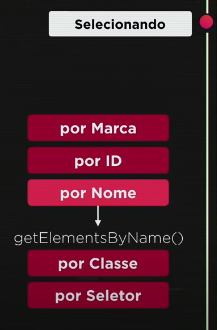 Selecionando
por Marca
por ID
por Nome
getElementsByName()
por Classe
por Seletor